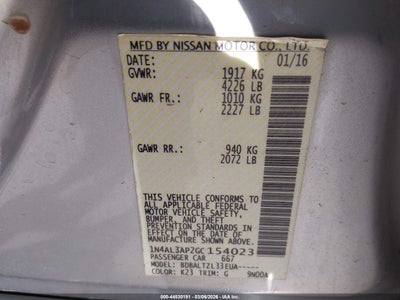 MFD BY NISSAN MOTOR CO., LTD.
DATE: 01/16
GVWR: 1917 KG
4226 LB
GAWR FR.: 1010 KG
2227 LB
GAWR RR.: 940 KG
2072 LB
THIS VEHICLE CONFORMS TO
ALL APPLICABLE FEDERAL
MOTOR VEHICLE SAFETY,
BUMPER, AND THEFT
PREVENTION STANDARDS
IN EFFECT ON THE DATE OF
MANUFACTURE SHOWN ABOVE.
1N4AL3AP2GC154023
PASSENGER CAR 667
MODEL: BDBALTZL33EUA-----
COLOR: K23 TRIM: G 9N00A
000-44930191 - 03/06/2026 - IAA